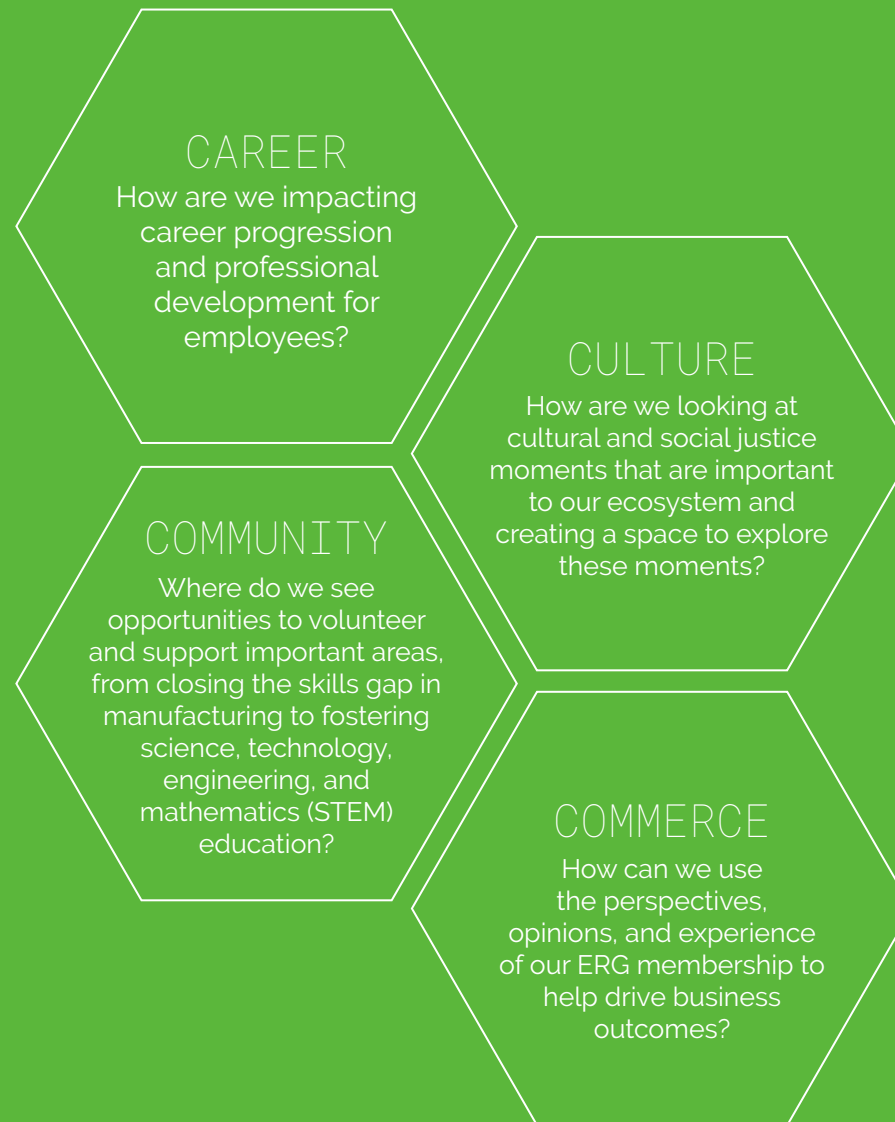 CAREER
How are we impacting
career progression
and professional
development for
employees?
CULTURE
How are we looking at
cultural and social justice
moments that are important
to our ecosystem and
creating a space to explore
these moments?
COMMUNITY
Where do we see
opportunities to volunteer
and support important areas,
from closing the skills gap in
manufacturing to fostering
science, technology,
engineering, and
mathematics (STEM)
education?
COMMERCE
How can we use
the perspectives,
opinions, and experience
of our ERG membership to
help drive business
outcomes?